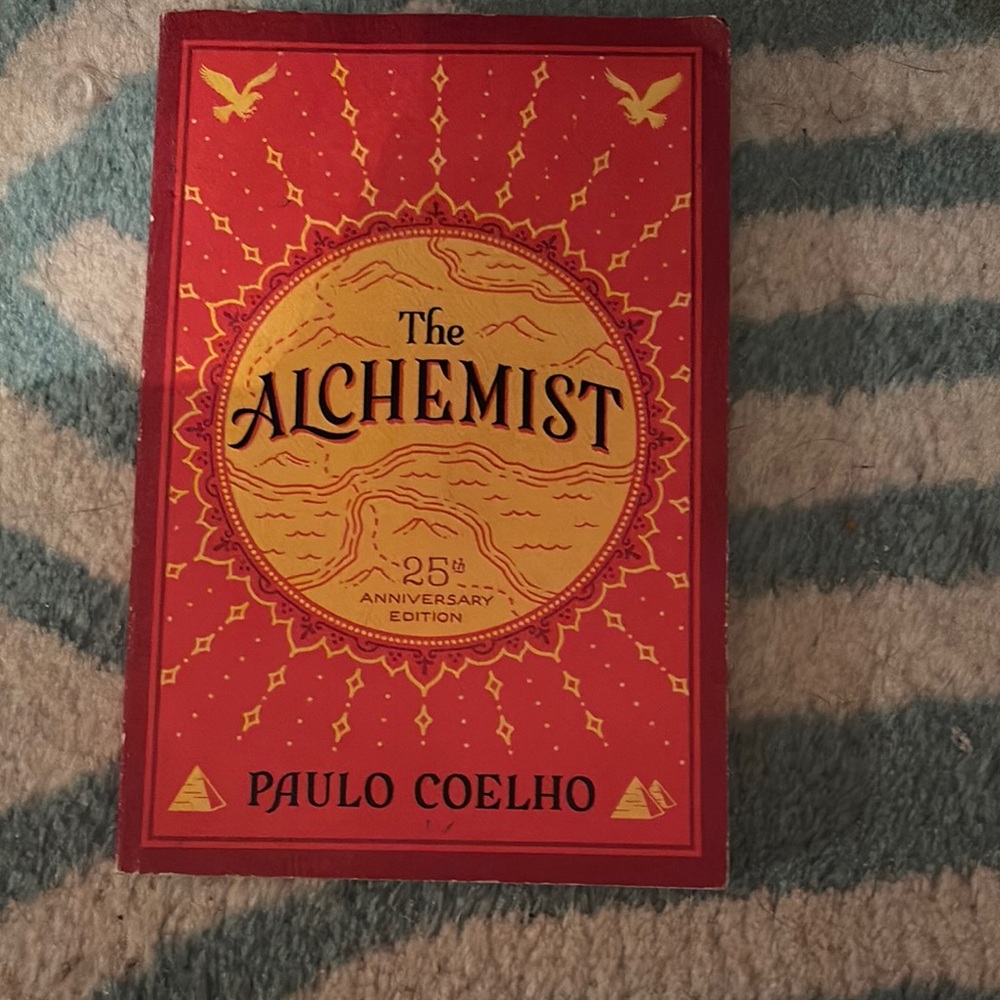 The
ALCHEMIST
25th
ANNIVERSARY
EDITION
PAULO COELHO